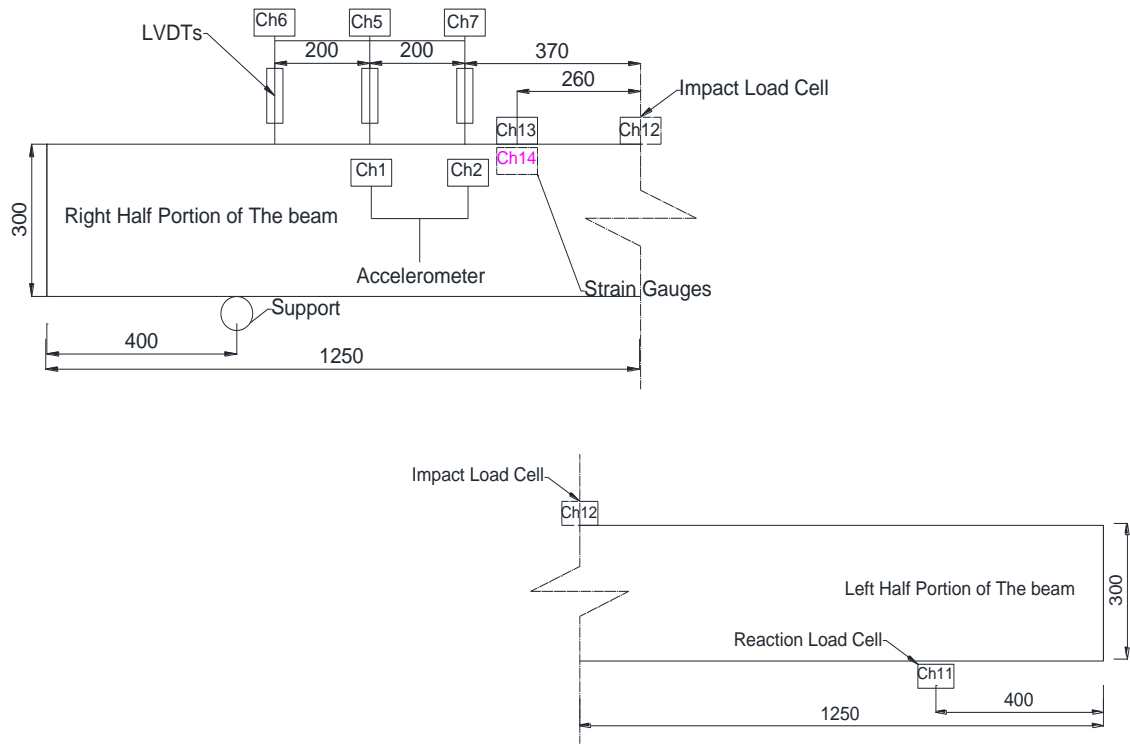 Ch6
Ch5
Ch7
LVDTs
200
200
370
260
Impact Load Cell
Ch13
Ch12
Ch14
Ch1
Ch2
300
Right Half Portion of The beam
Accelerometer
Strain Gauges
Support
400
1250
Impact Load Cell
Ch12
Left Half Portion of The beam
300
Reaction Load Cell
Ch11
400
1250